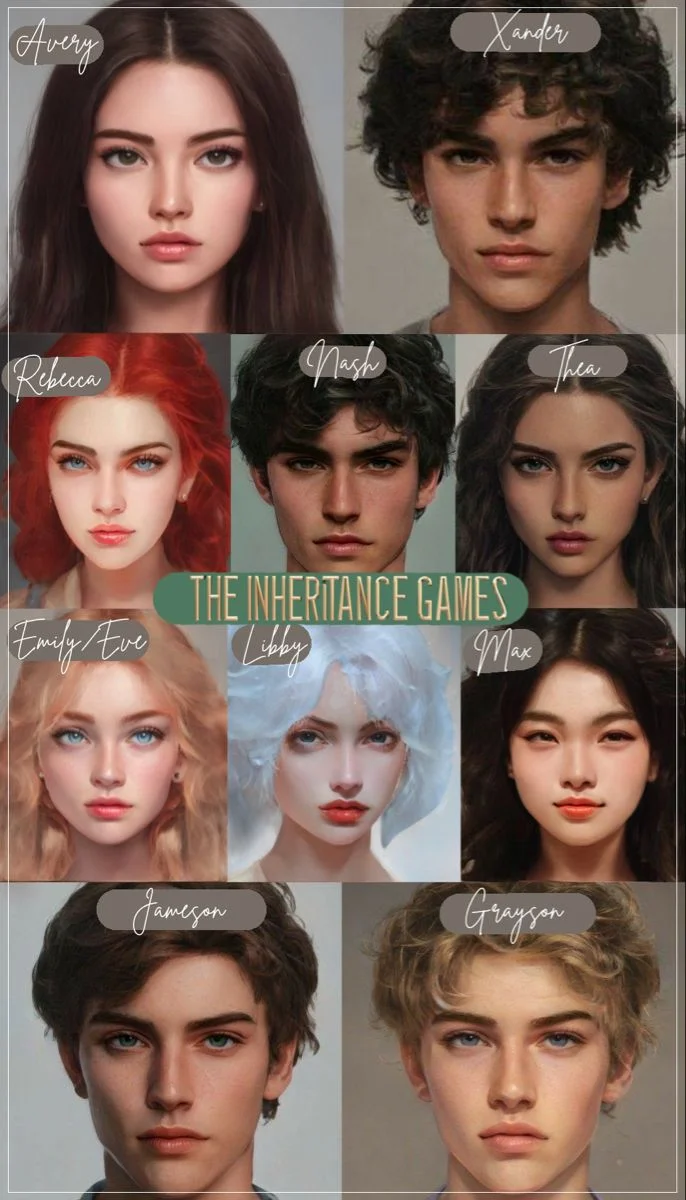 Avery
Xander
Rebecca
Nash
Thea
THE INHERITANCE GAMES
Emily/Eve
Libby
Max
Jameson
Grayson